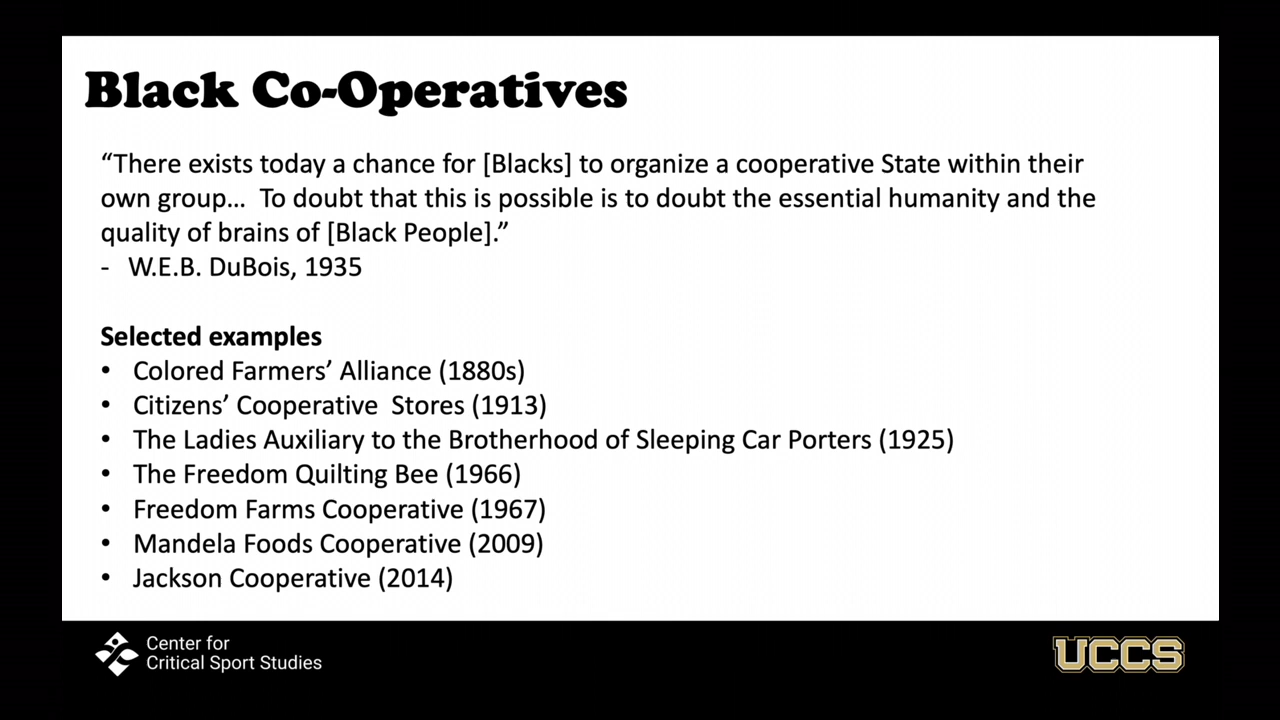 Black Co-Operatives
“There exists today a chance for [Blacks] to organize a cooperative State within their
own group…  To doubt that this is possible is to doubt the essential humanity and the
quality of brains of [Black People].”
- W.E.B. DuBois, 1935
Selected examples
• Colored Farmers’ Alliance (1880s)
• Citizens’ Cooperative  Stores (1913)
• The Ladies Auxiliary to the Brotherhood of Sleeping Car Porters (1925)
• The Freedom Quilting Bee (1966)
• Freedom Farms Cooperative (1967)
• Mandela Foods Cooperative (2009)
• Jackson Cooperative (2014)
Center for
Critical Sport Studies
UCCS